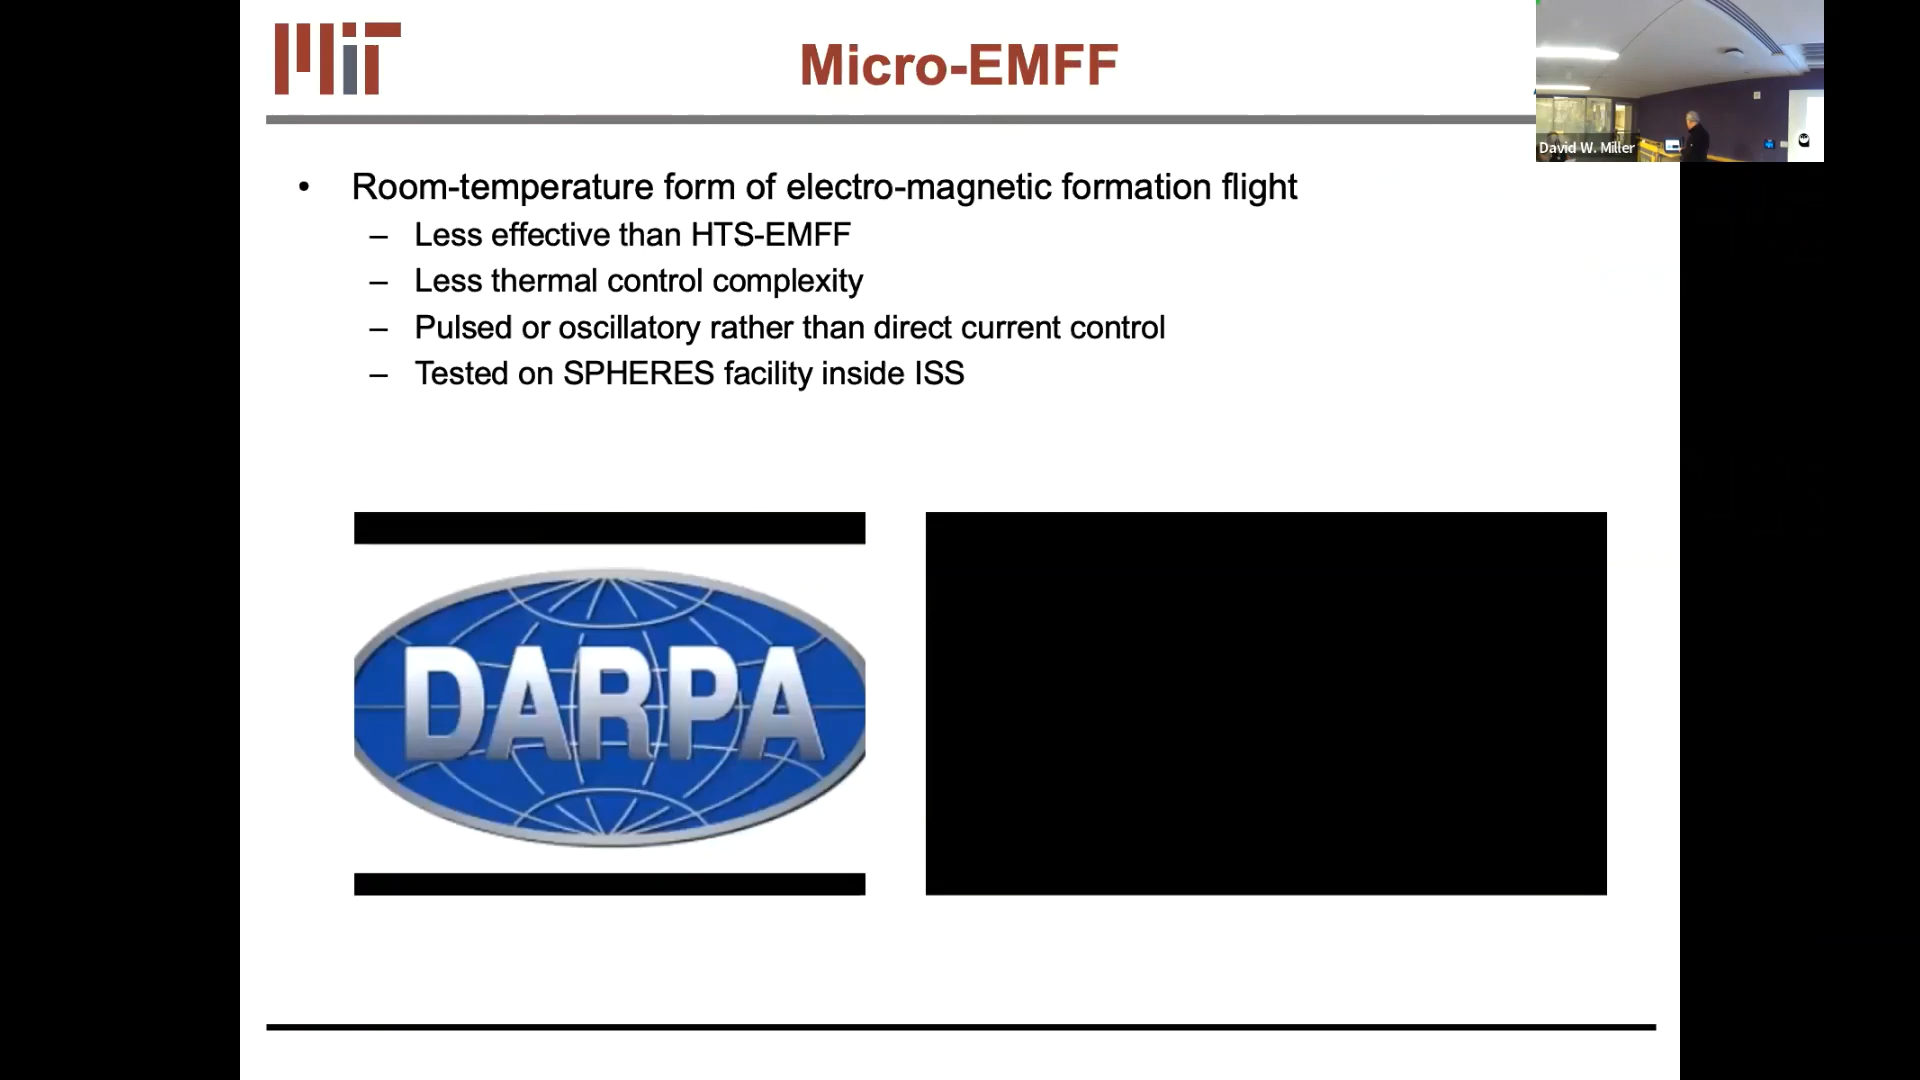 MIT
Micro-EMFF
David W. Miller
• Room-temperature form of electro-magnetic formation flight
– Less effective than HTS-EMFF
– Less thermal control complexity
– Pulsed or oscillatory rather than direct current control
– Tested on SPHERES facility inside ISS
DARPA